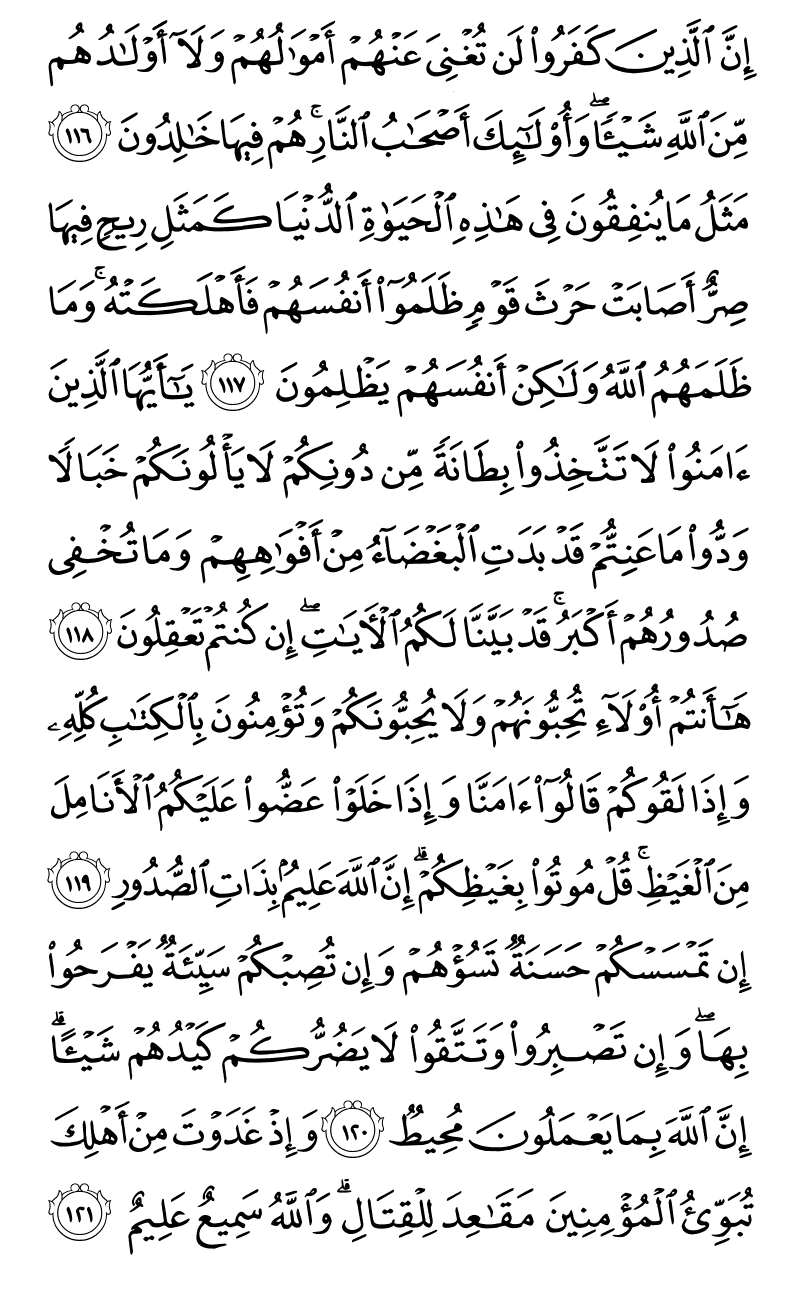 إِنَّ ٱلَّذِينَ كَفَرُوا۟ لَن تُغْنِىَ عَنْهُمْ أَمْوَٰلُهُمْ وَلَآ أَوْلَـٰدُهُم
مِّنَ ٱللَّهِ شَيْـًٔا ۖ وَأُو۟لَـٰٓئِكَ أَصْحَـٰبُ ٱلنَّارِ ۚ هُمْ فِيهَا خَـٰلِدُونَ ١١٦
مَثَلُ مَا يُنفِقُونَ فِى هَـٰذِهِ ٱلْحَيَوٰةِ ٱلدُّنْيَا كَمَثَلِ رِيحٍ فِيهَا
صِرٌّ أَصَابَتْ حَرْثَ قَوْمٍ ظَلَمُوٓا۟ أَنفُسَهُمْ فَأَهْلَكَتْهُ ۚ وَمَا
ظَلَمَهُمُ ٱللَّهُ وَلَـٰكِنْ أَنفُسَهُمْ يَظْلِمُونَ ١١٧ يَـٰٓأَيُّهَا ٱلَّذِينَ
ءَامَنُوا۟ لَا تَتَّخِذُوا۟ بِطَانَةً مِّن دُونِكُمْ لَا يَأْلُونَكُمْ خَبَالًا
وَدُّوا۟ مَا عَنِتُّمْ قَدْ بَدَتِ ٱلْبَغْضَآءُ مِنْ أَفْوَٰهِهِمْ وَمَا تُخْفِى
صُدُورُهُمْ أَكْبَرُ ۚ قَدْ بَيَّنَّا لَكُمُ ٱلْـَٔايَـٰتِ ۖ إِن كُنتُمْ تَعْقِلُونَ ١١٨
هَـٰٓأَنتُمْ أُو۟لَآءِ تُحِبُّونَهُمْ وَلَا يُحِبُّونَكُمْ وَتُؤْمِنُونَ بِٱلْكِتَـٰبِ كُلِّهِۦ
وَإِذَا لَقُوكُمْ قَالُوٓا۟ ءَامَنَّا وَإِذَا خَلَوْا۟ عَضُّوا۟ عَلَيْكُمُ ٱلْأَنَامِلَ
مِنَ ٱلْغَيْظِ ۚ قُلْ مُوتُوا۟ بِغَيْظِكُمْ ۗ إِنَّ ٱللَّهَ عَلِيمٌۢ بِذَاتِ ٱلصُّدُورِ ١١٩
إِن تَمْسَسْكُمْ حَسَنَةٌ تَسُؤْهُمْ وَإِن تُصِبْكُمْ سَيِّئَةٌ يَفْرَحُوا۟
بِهَا ۖ وَإِن تَصْبِرُوا۟ وَتَتَّقُوا۟ لَا يَضُرُّكُمْ كَيْدُهُمْ شَيْـًٔا ۗ
إِنَّ ٱللَّهَ بِمَا يَعْمَلُونَ مُحِيطٌ ١٢٠ وَإِذْ غَدَوْتَ مِنْ أَهْلِكَ
تُبَوِّئُ ٱلْمُؤْمِنِينَ مَقَـٰعِدَ لِلْقِتَالِ ۗ وَٱللَّهُ سَمِيعٌ عَلِيمٌ ١٢١